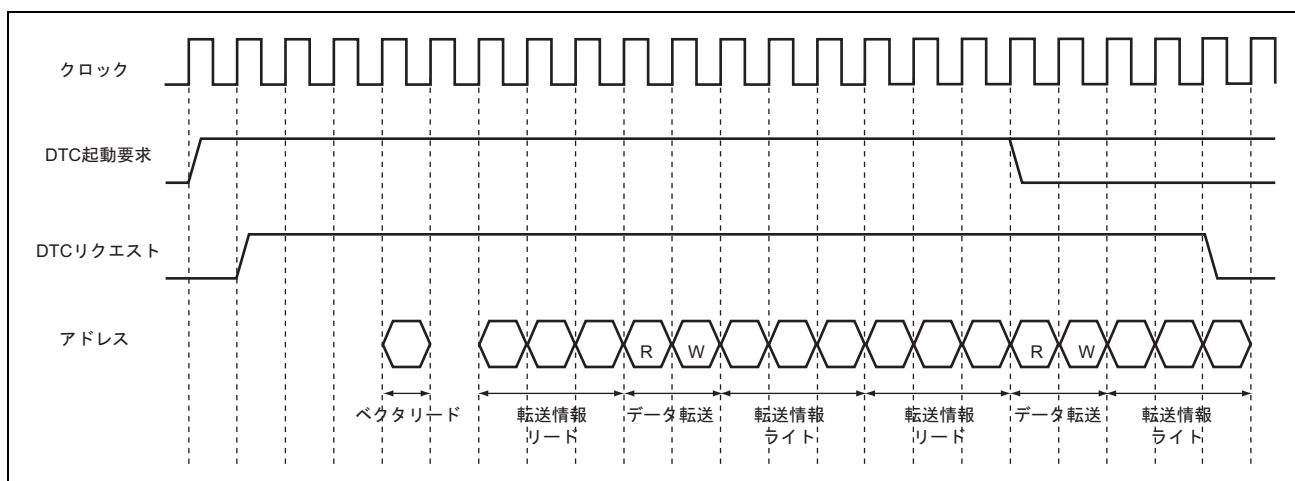 クロック
DTC起動要求
DTCリクエスト
アドレス
R
W
R
W
ベクタリード
転送情報
リード
データ転送
転送情報
ライト
転送情報
リード
データ転送
転送情報
ライト